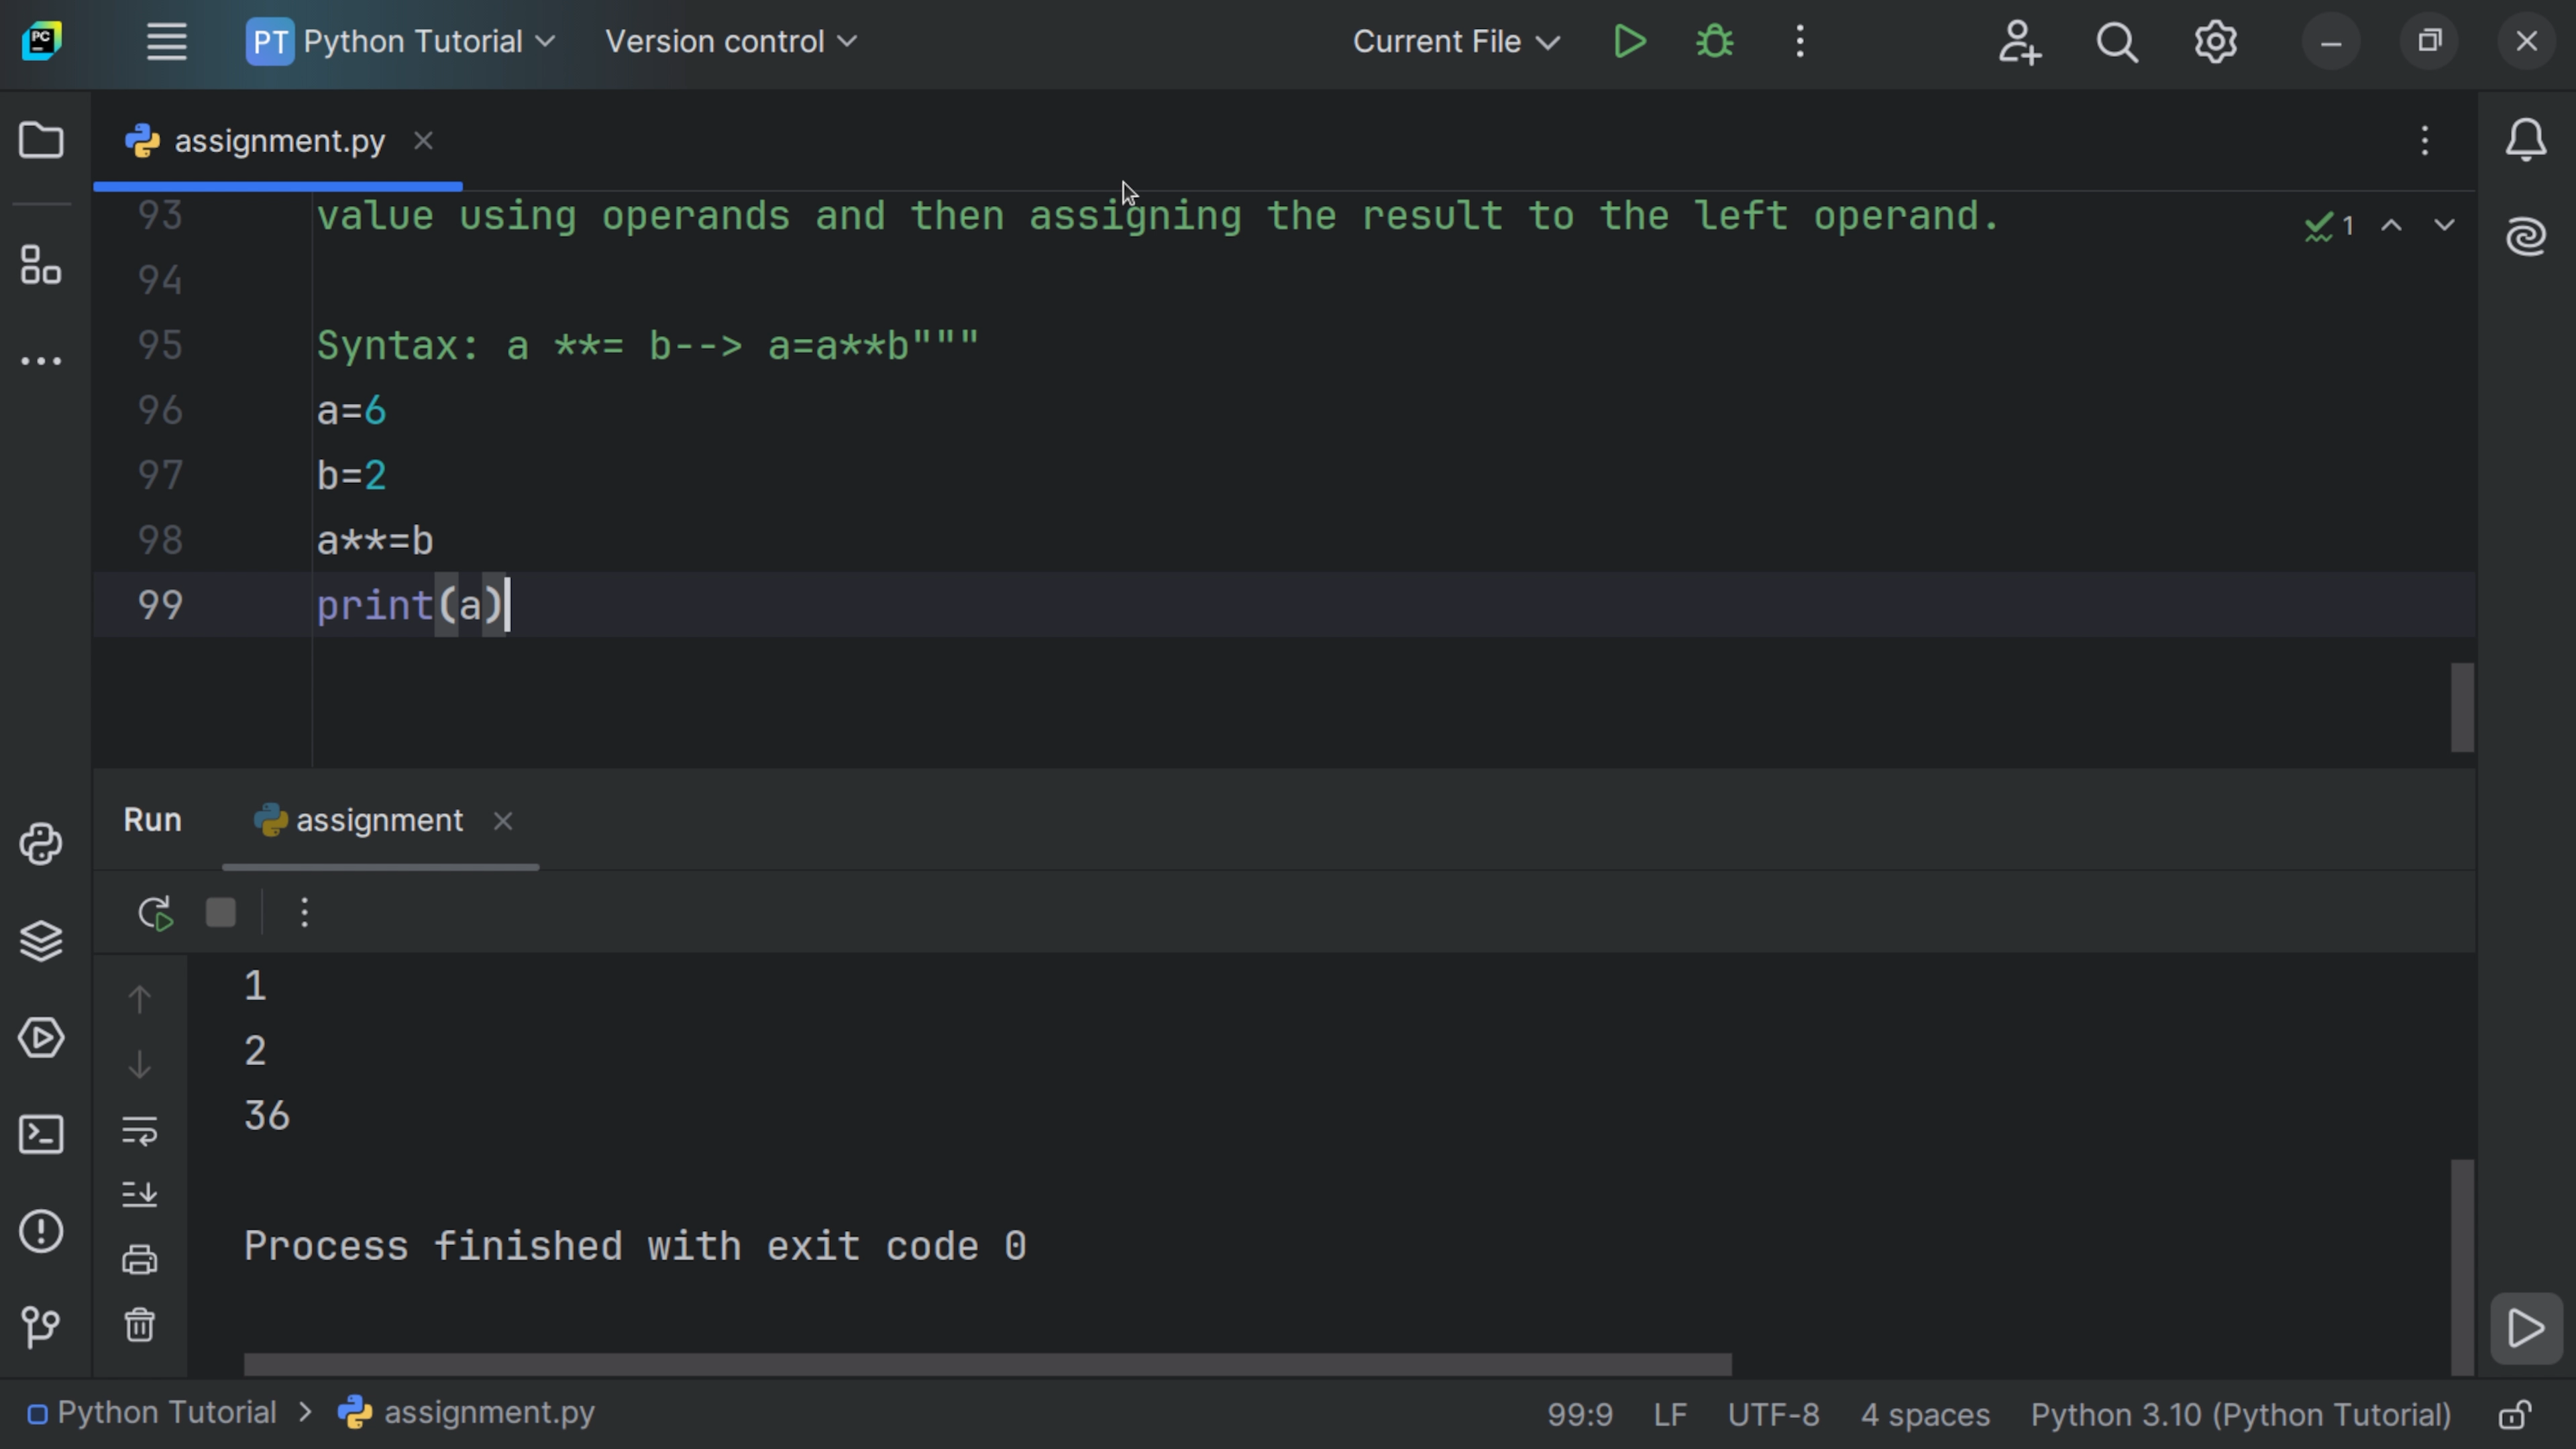 PC
PT Python Tutorial
Version control
Current File
assignment.py
93 value using operands and then assigning the result to the left operand.
1
94
95 Syntax: a **= b--> a=a**b"""
96 a=6
97 b=2
98 a**=b
99 print(a)
Run
assignment
1
2
36
Process finished with exit code 0
Python Tutorial > assignment.py
99:9
LF
UTF-8
4 spaces
Python 3.10 (Python Tutorial)